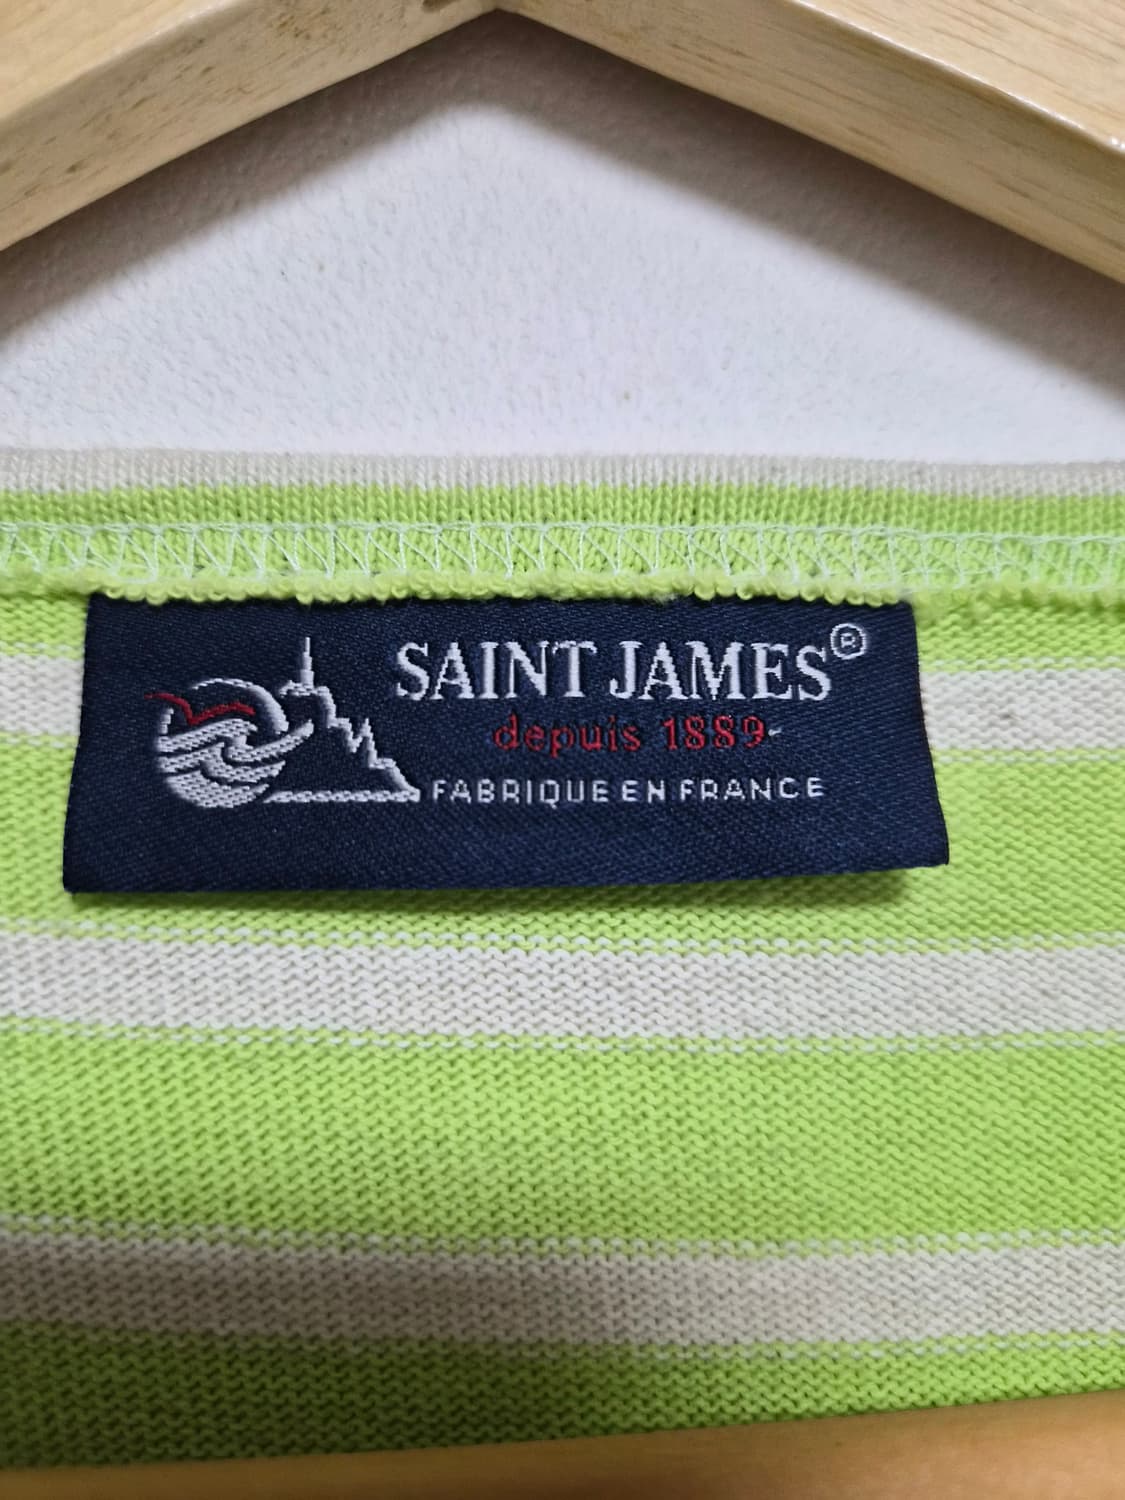 SAINT JAMES®
depuis 1889-
FABRIQUE EN FRANCE